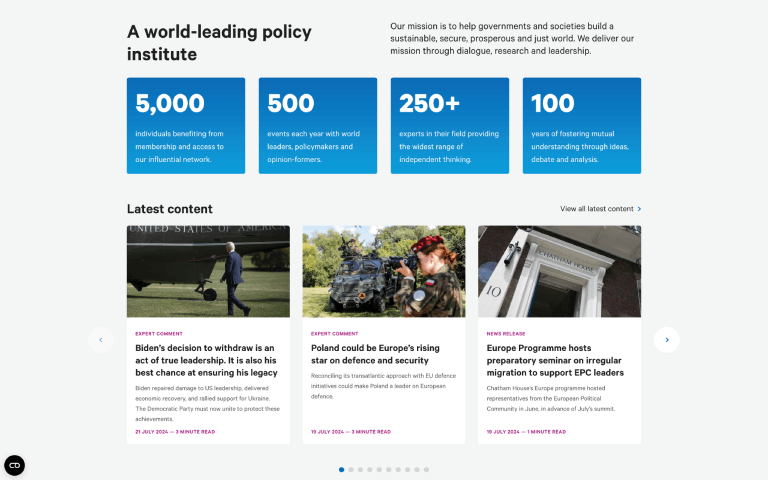 A world-leading policy
institute
Our mission is to help governments and societies build a
sustainable, secure, prosperous and just world. We deliver our
mission through dialogue, research and leadership.
5,000
individuals benefiting from
membership and access to
our influential network.
500
events each year with world
leaders, policymakers and
opinion-formers.
250+
experts in their field providing
the widest range of
independent thinking.
100
years of fostering mutual
understanding through ideas,
debate and analysis.
Latest content
View all latest content
UNITED STATES OF AMERICA
EXPERT COMMENT
Biden's decision to withdraw is an
act of true leadership. It is also his
best chance at ensuring his legacy
Biden repaired damage to US leadership, delivered
economic recovery, and rallied support for Ukraine.
The Democratic Party must now unite to protect these
achievements.
21 JULY 2024 — 3 MINUTE READ
EXPERT COMMENT
Poland could be Europe's rising
star on defence and security
Reconciling its transatlantic approach with EU defence
initiatives could make Poland a leader on European
defence.
19 JULY 2024 — 3 MINUTE READ
CHATHAM HOUSE
10
NEWS RELEASE
Europe Programme hosts
preparatory seminar on irregular
migration to support EPC leaders
Chatham House's Europe programme hosted
representatives from the European Political
Community in June, in advance of July's summit.
19 JULY 2024 — 1 MINUTE READ